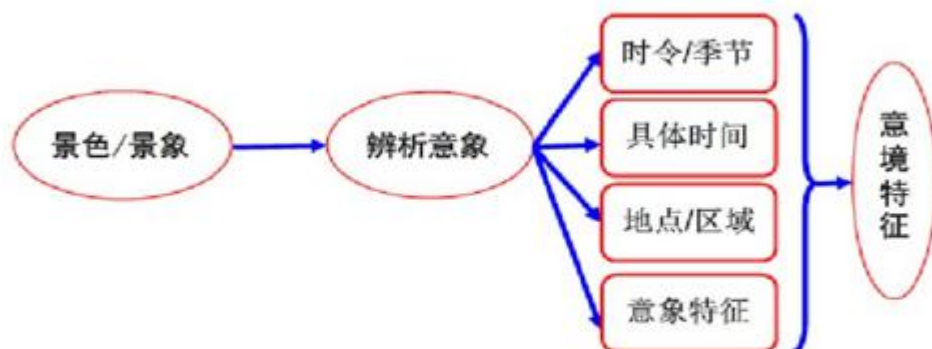 景色/景象
辨析意象
时令/季节
具体时间
地点/区域
意象特征
意境特征